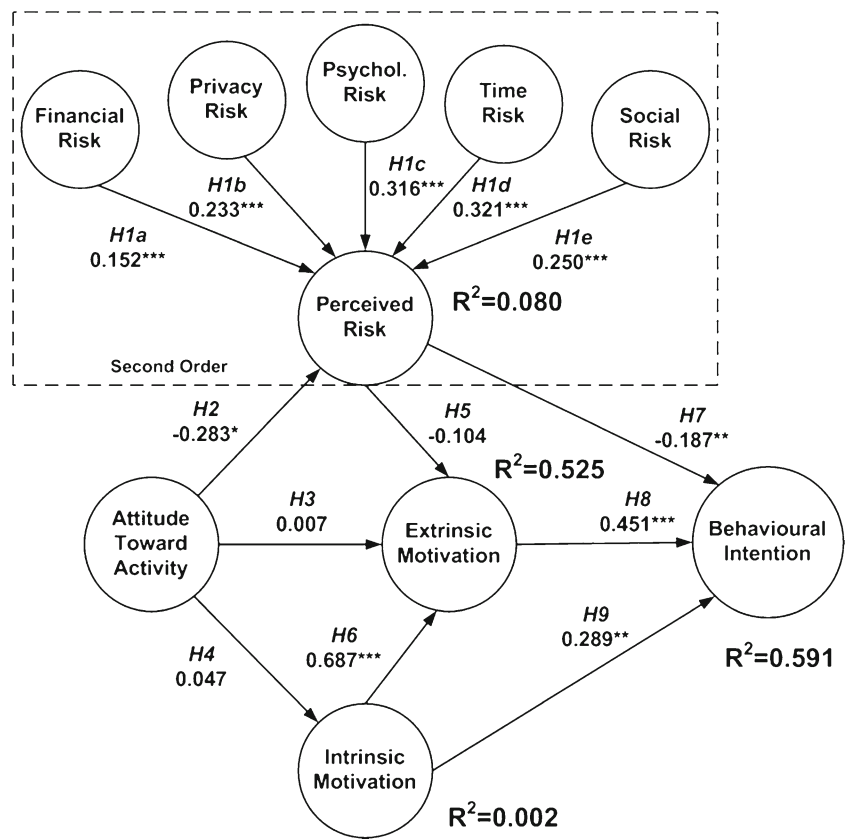 Financial
Risk
Privacy
Risk
Psychol.
Risk
Time
Risk
Social
Risk
H1a
0.152***
H1b
0.233***
H1c
0.316***
H1d
0.321***
H1e
0.250***
Perceived
Risk
R²=0.080
Second Order
H2
-0.283*
H5
-0.104
H7
-0.187**
R²=0.525
Attitude
Toward
Activity
H3
0.007
Extrinsic
Motivation
H8
0.451***
Behavioural
Intention
H4
0.047
H6
0.687***
H9
0.289**
R²=0.591
Intrinsic
Motivation
R²=0.002